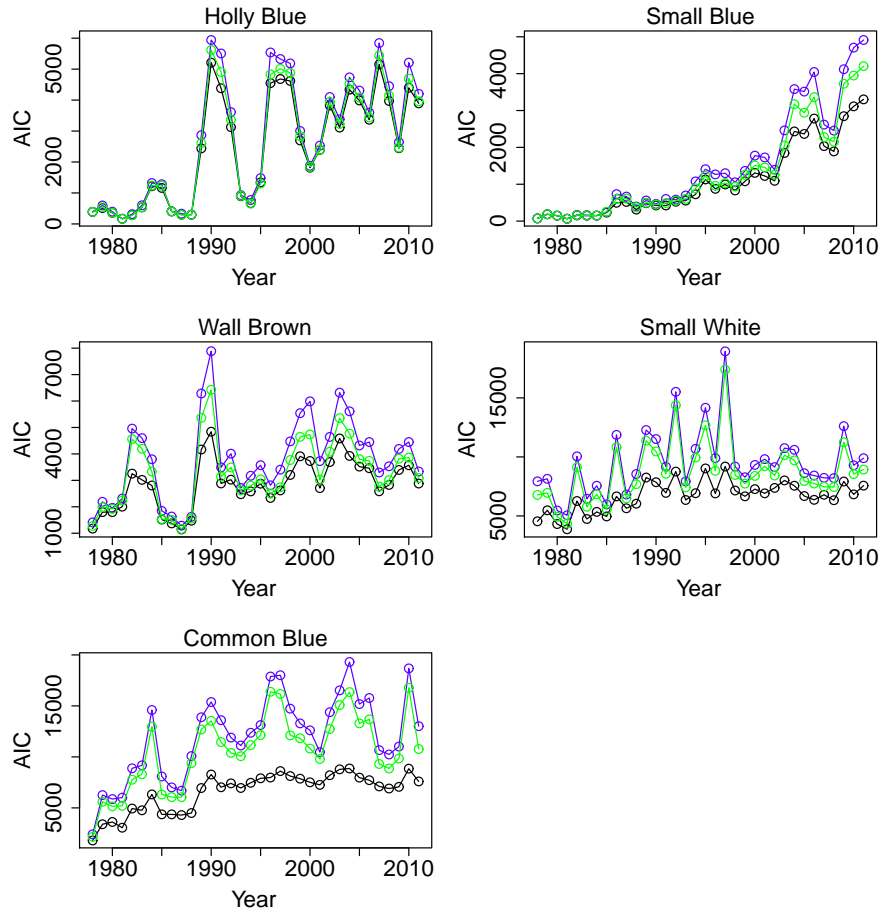 Holly Blue
AIC
0 2000 5000
1980 1990 2000 2010
Year
Small Blue
AIC
0 2000 4000
1980 1990 2000 2010
Year
Wall Brown
AIC
1000 4000 7000
1980 1990 2000 2010
Year
Small White
AIC
5000 15000
1980 1990 2000 2010
Year
Common Blue
AIC
5000 15000
1980 1990 2000 2010
Year